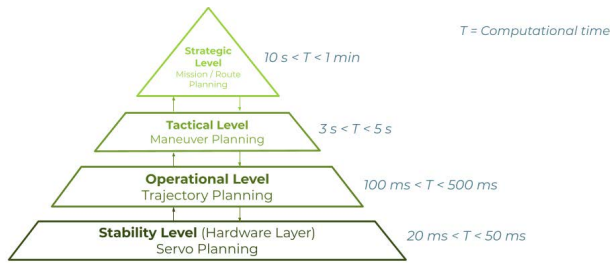 T = Computational time
Strategic
Level
Mission / Route
Planning
10 s < T < 1 min
Tactical Level
Maneuver Planning
3 s < T < 5 s
Operational Level
Trajectory Planning
100 ms < T < 500 ms
Stability Level (Hardware Layer)
Servo Planning
20 ms < T < 50 ms